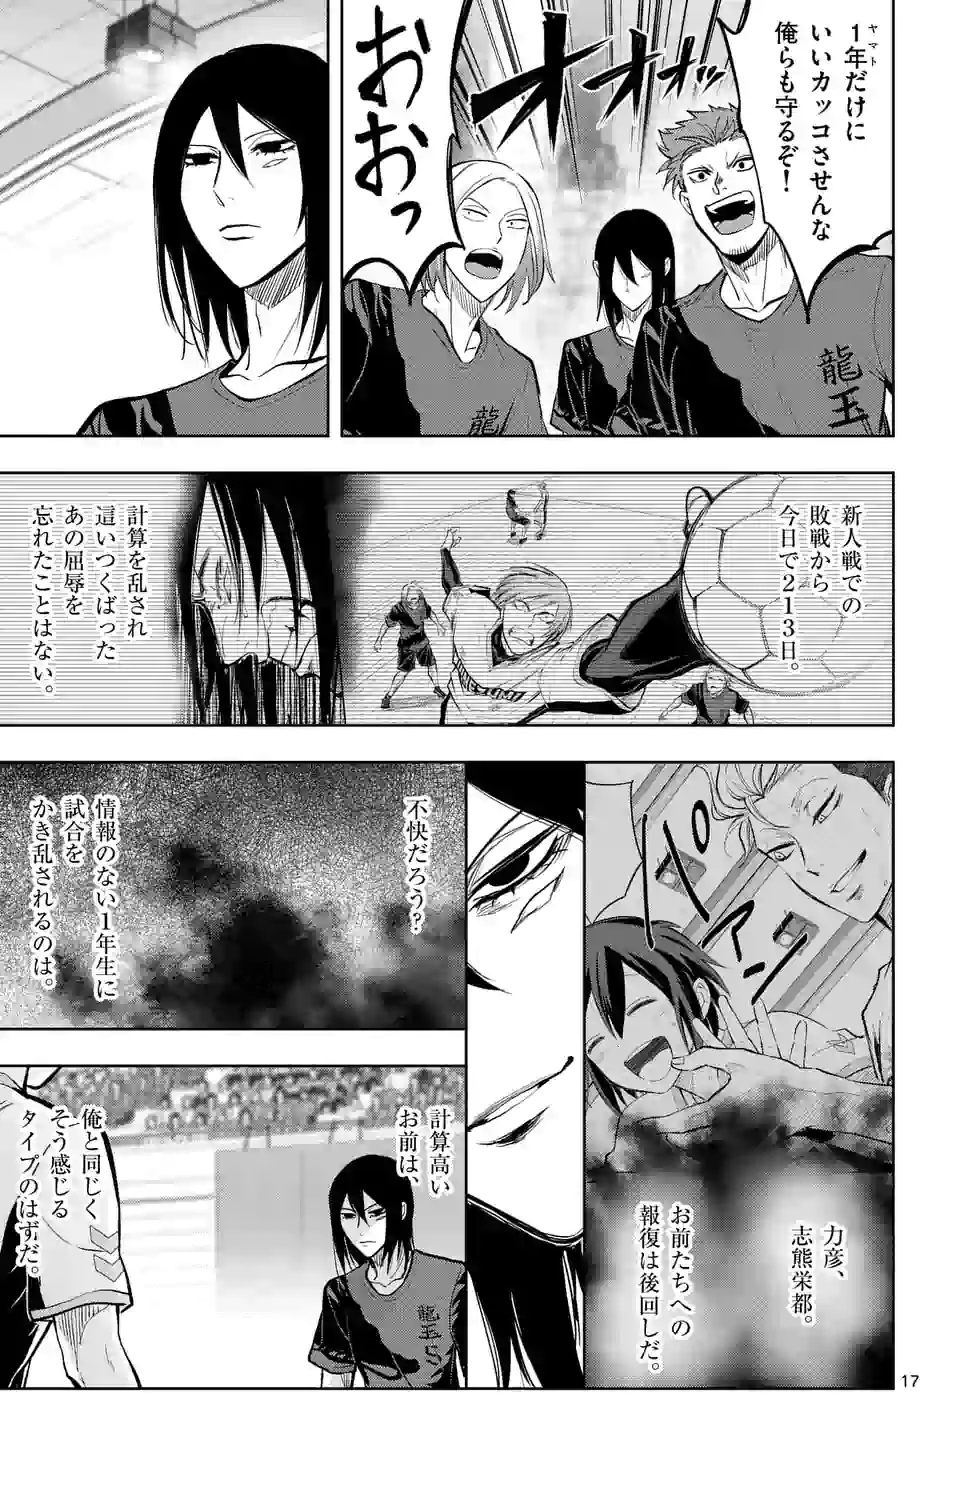 1年だけに
ヤマト
いいカッコさせんな
俺らも守るぞ！
オオオ
おおっ
龍玉
龍
新人戦での
敗戦から
今日で213日。
計算を乱され
這いつくばった
あの屈辱を
忘れたことはない。
パシーン
力彦、
志熊栄都。
お前たちへの
報復は後回しだ。
不快だろう？
情報のない1年生に
試合を
かき乱されるのは。
計算高い
お前は、
俺と同じく
そう感じる
タイプのはずだ。
龍玉
5
17